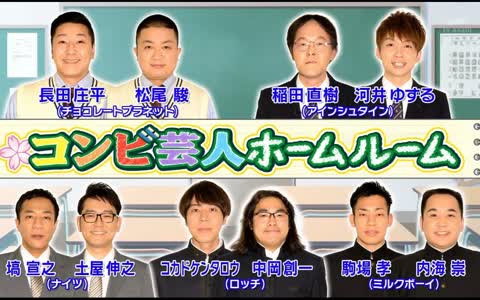 長田 庄平 松尾 駿
(チョコレートプラネット)
稲田 直樹 河井 ゆずる
(アインシュタイン)
コンビ芸人ホームルーム
塙 宣之 土屋 伸之
(ナイツ)
コカドケンタロウ 中岡 創一
(ロッチ)
駒場 孝 内海 崇
(ミルクボーイ)